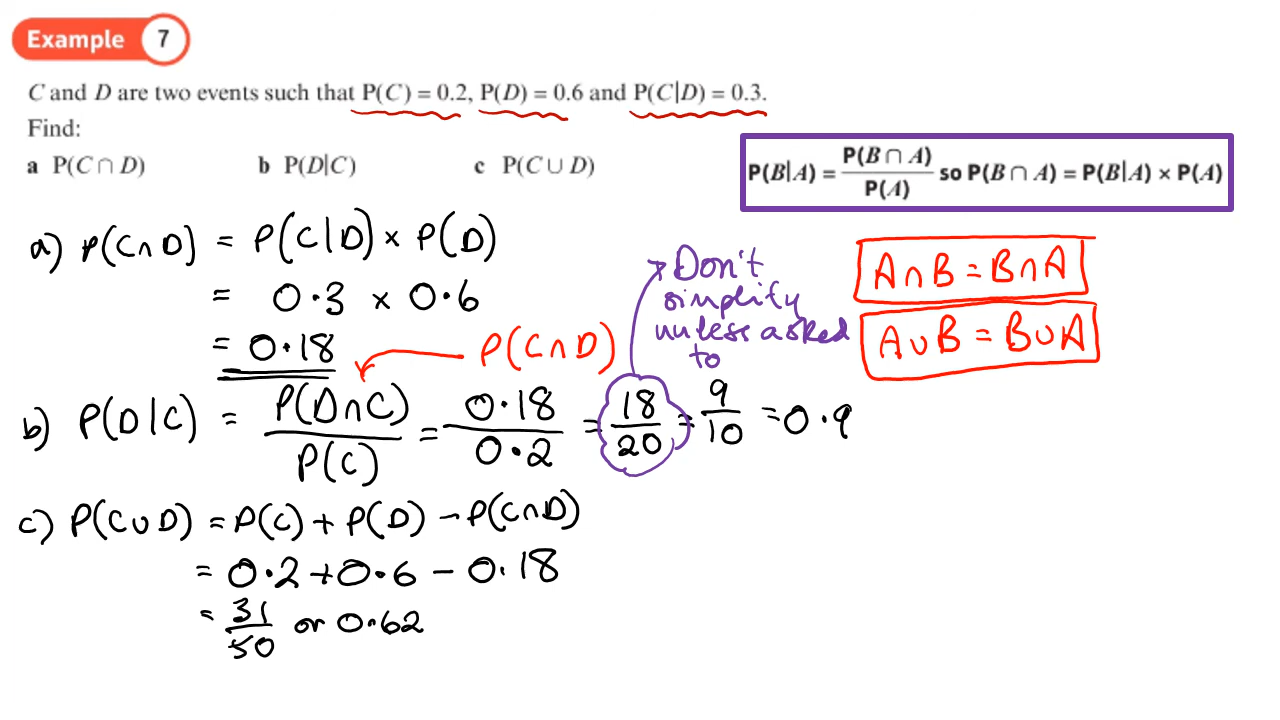 Example 7
C and D are two events such that P(C) = 0.2, P(D) = 0.6 and P(C|D) = 0.3.
Find:
a P(C ∩ D) b P(D|C) c P(C ∪ D)
P(B|A) = P(B ∩ A) / P(A) so P(B ∩ A) = P(B|A) × P(A)
a) P(C∩D) = P(C|D) × P(D)
= 0.3 × 0.6
= 0.18
P(C∩D)
Don't
simplify
unless asked
to
A∩B = B∩A
A∪B = B∪A
b) P(D|C) = P(D∩C) / P(C) = 0.18 / 0.2 = 18/20 = 9/10 = 0.9
c) P(C∪D) = P(C) + P(D) - P(C∩D)
= 0.2 + 0.6 - 0.18
= 31/50 or 0.62